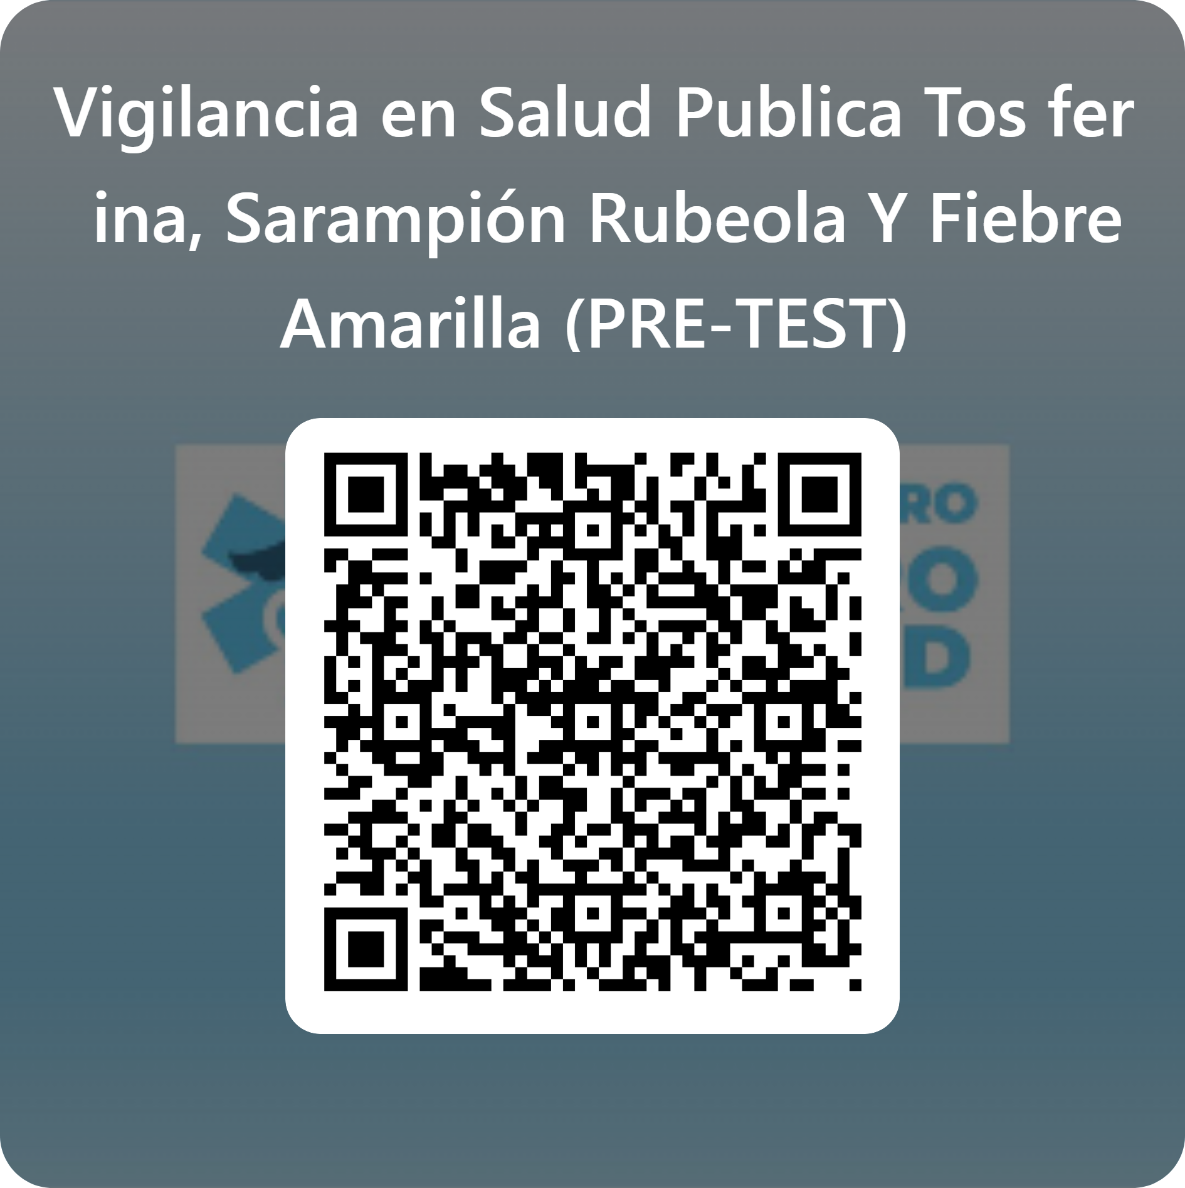 Vigilancia en Salud Publica Tos fer
ina, Sarampión Rubeola Y Fiebre
Amarilla (PRE-TEST)